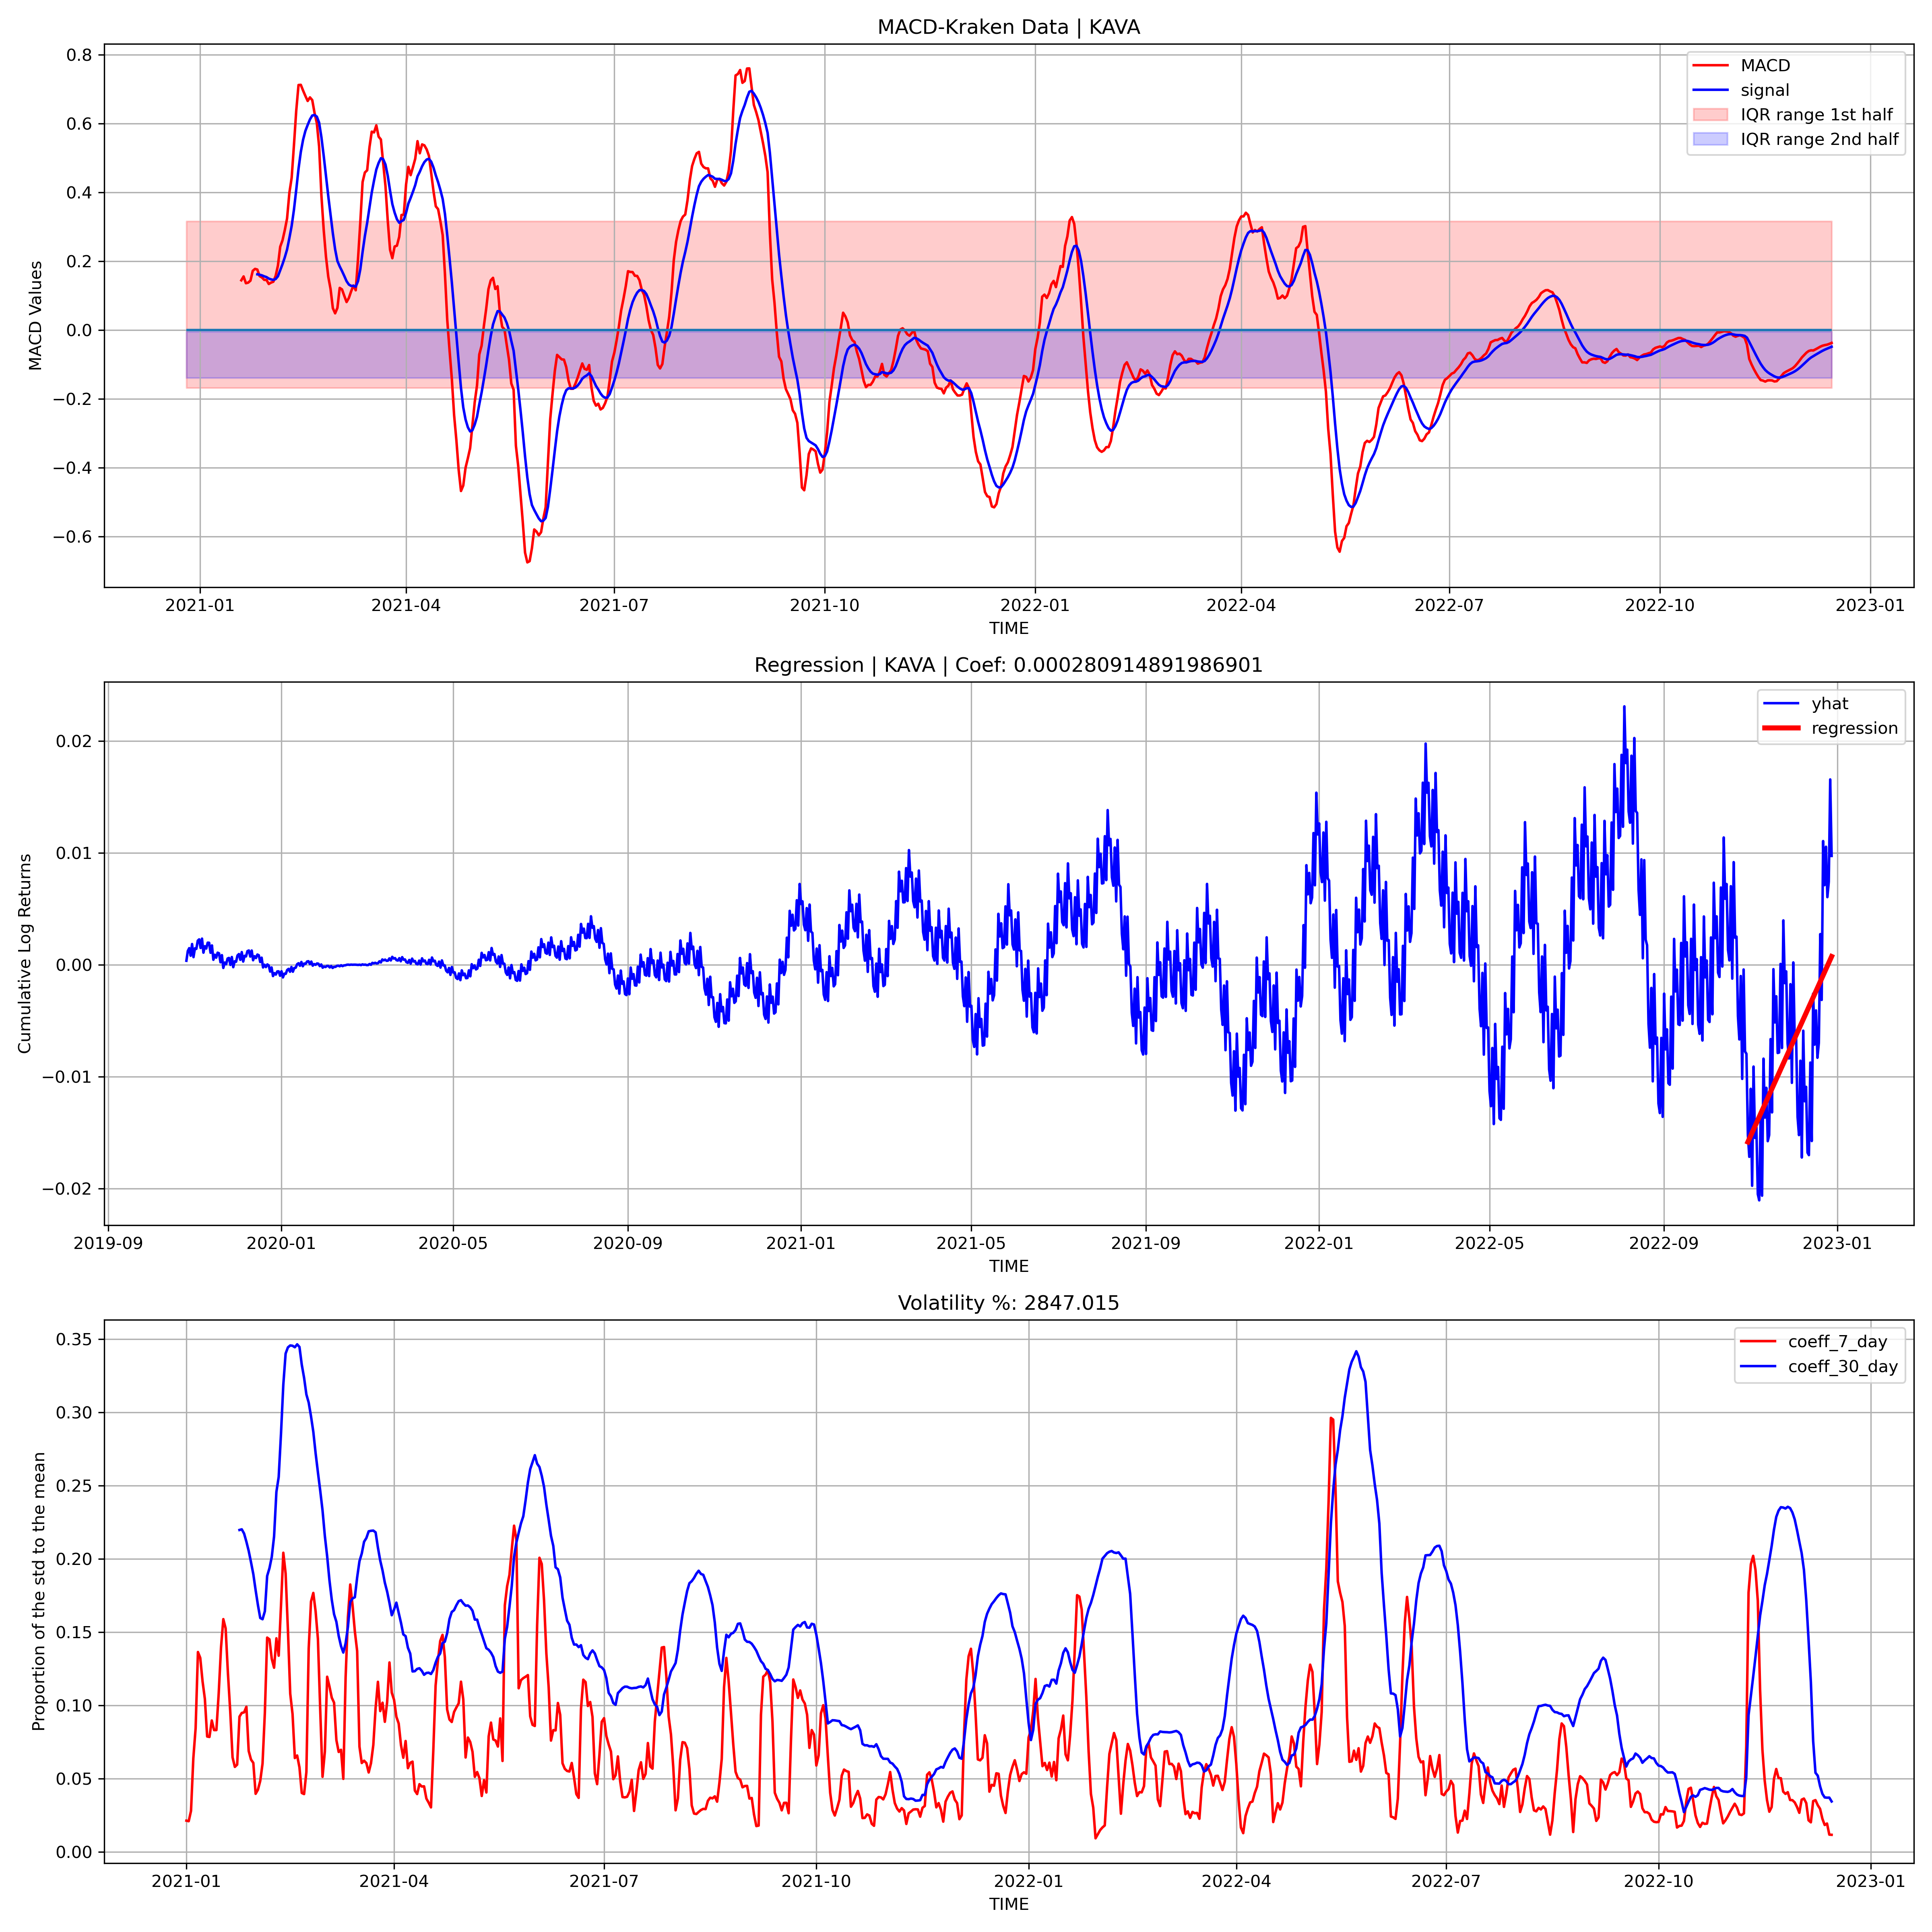 MACD-Kraken Data | KAVA
MACD Values
0.8
0.6
0.4
0.2
0.0
−0.2
−0.4
−0.6
MACD
signal
IQR range 1st half
IQR range 2nd half
2021-01 2021-04 2021-07 2021-10 2022-01 2022-04 2022-07 2022-10 2023-01
TIME
Regression | KAVA | Coef: 0.000280914891986901
Cumulative Log Returns
0.02
0.01
0.00
−0.01
−0.02
yhat
regression
2019-09 2020-01 2020-05 2020-09 2021-01 2021-05 2021-09 2022-01 2022-05 2022-09 2023-01
TIME
Volatility %: 2847.015
Proportion of the std to the mean
0.35
0.30
0.25
0.20
0.15
0.10
0.05
0.00
coeff_7_day
coeff_30_day
2021-01 2021-04 2021-07 2021-10 2022-01 2022-04 2022-07 2022-10 2023-01
TIME